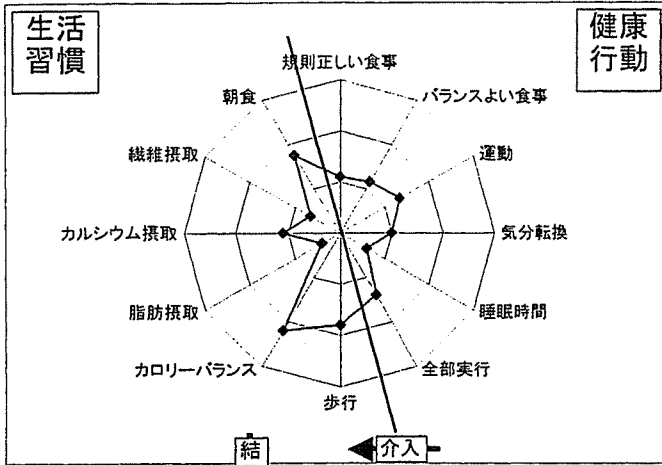 生活
習慣
健康
行動
規則正しい食事
朝食
バランスよい食事
繊維摂取
運動
カルシウム摂取
気分転換
脂肪摂取
睡眠時間
カロリーバランス
全部実行
歩行
結
介入